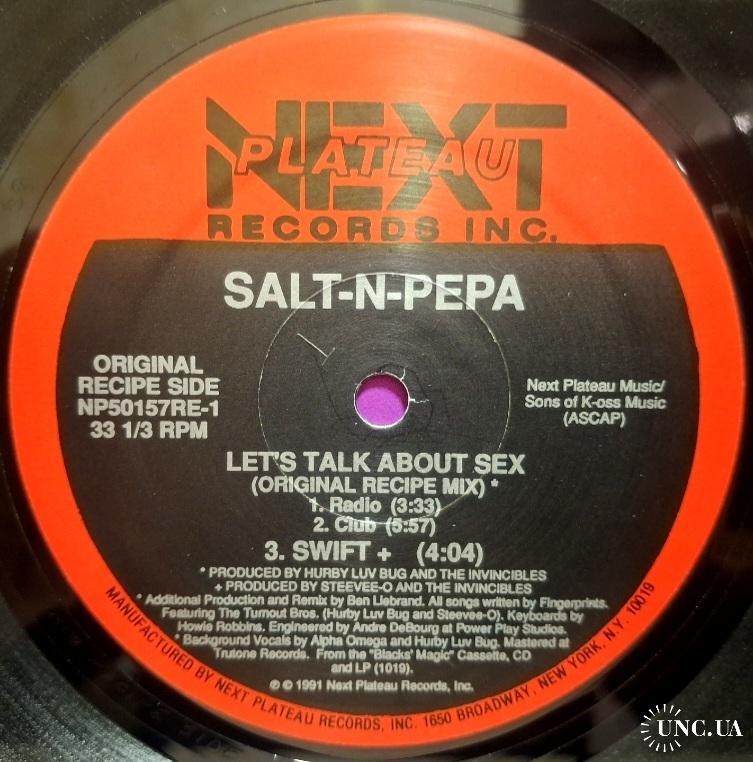 NEXT
PLATEAU
RECORDS INC.
SALT-N-PEPA
ORIGINAL
RECIPE SIDE
NP50157RE-1
33 1/3 RPM
Next Plateau Music/
Sons of K-oss Music
(ASCAP)
LET'S TALK ABOUT SEX
(ORIGINAL RECIPE MIX) *
1. Radio (3:33)
2. Club (5:57)
3. SWIFT + (4:04)
* PRODUCED BY HURBY LUV BUG AND THE INVINCIBLES
+ PRODUCED BY STEEVEE-O AND THE INVINCIBLES
* Additional Production and Remix by Ben Liebrand. All songs written by Fingerprints.
Featuring The Turnout Bros. (Hurby Luv Bug and Steevee-O). Keyboards by
Howie Robbins. Engineered by Andre DeBourg at Power Play Studios.
* Background Vocals by Alpha Omega and Hurby Luv Bug. Mastered at
Trutone Records. From the "Blacks' Magic" Cassette, CD
and LP (1019).
℗ © 1991 Next Plateau Records, Inc.
MANUFACTURED BY NEXT PLATEAU RECORDS, INC. 1650 BROADWAY, NEW YORK, N.Y. 10019
UNC.UA